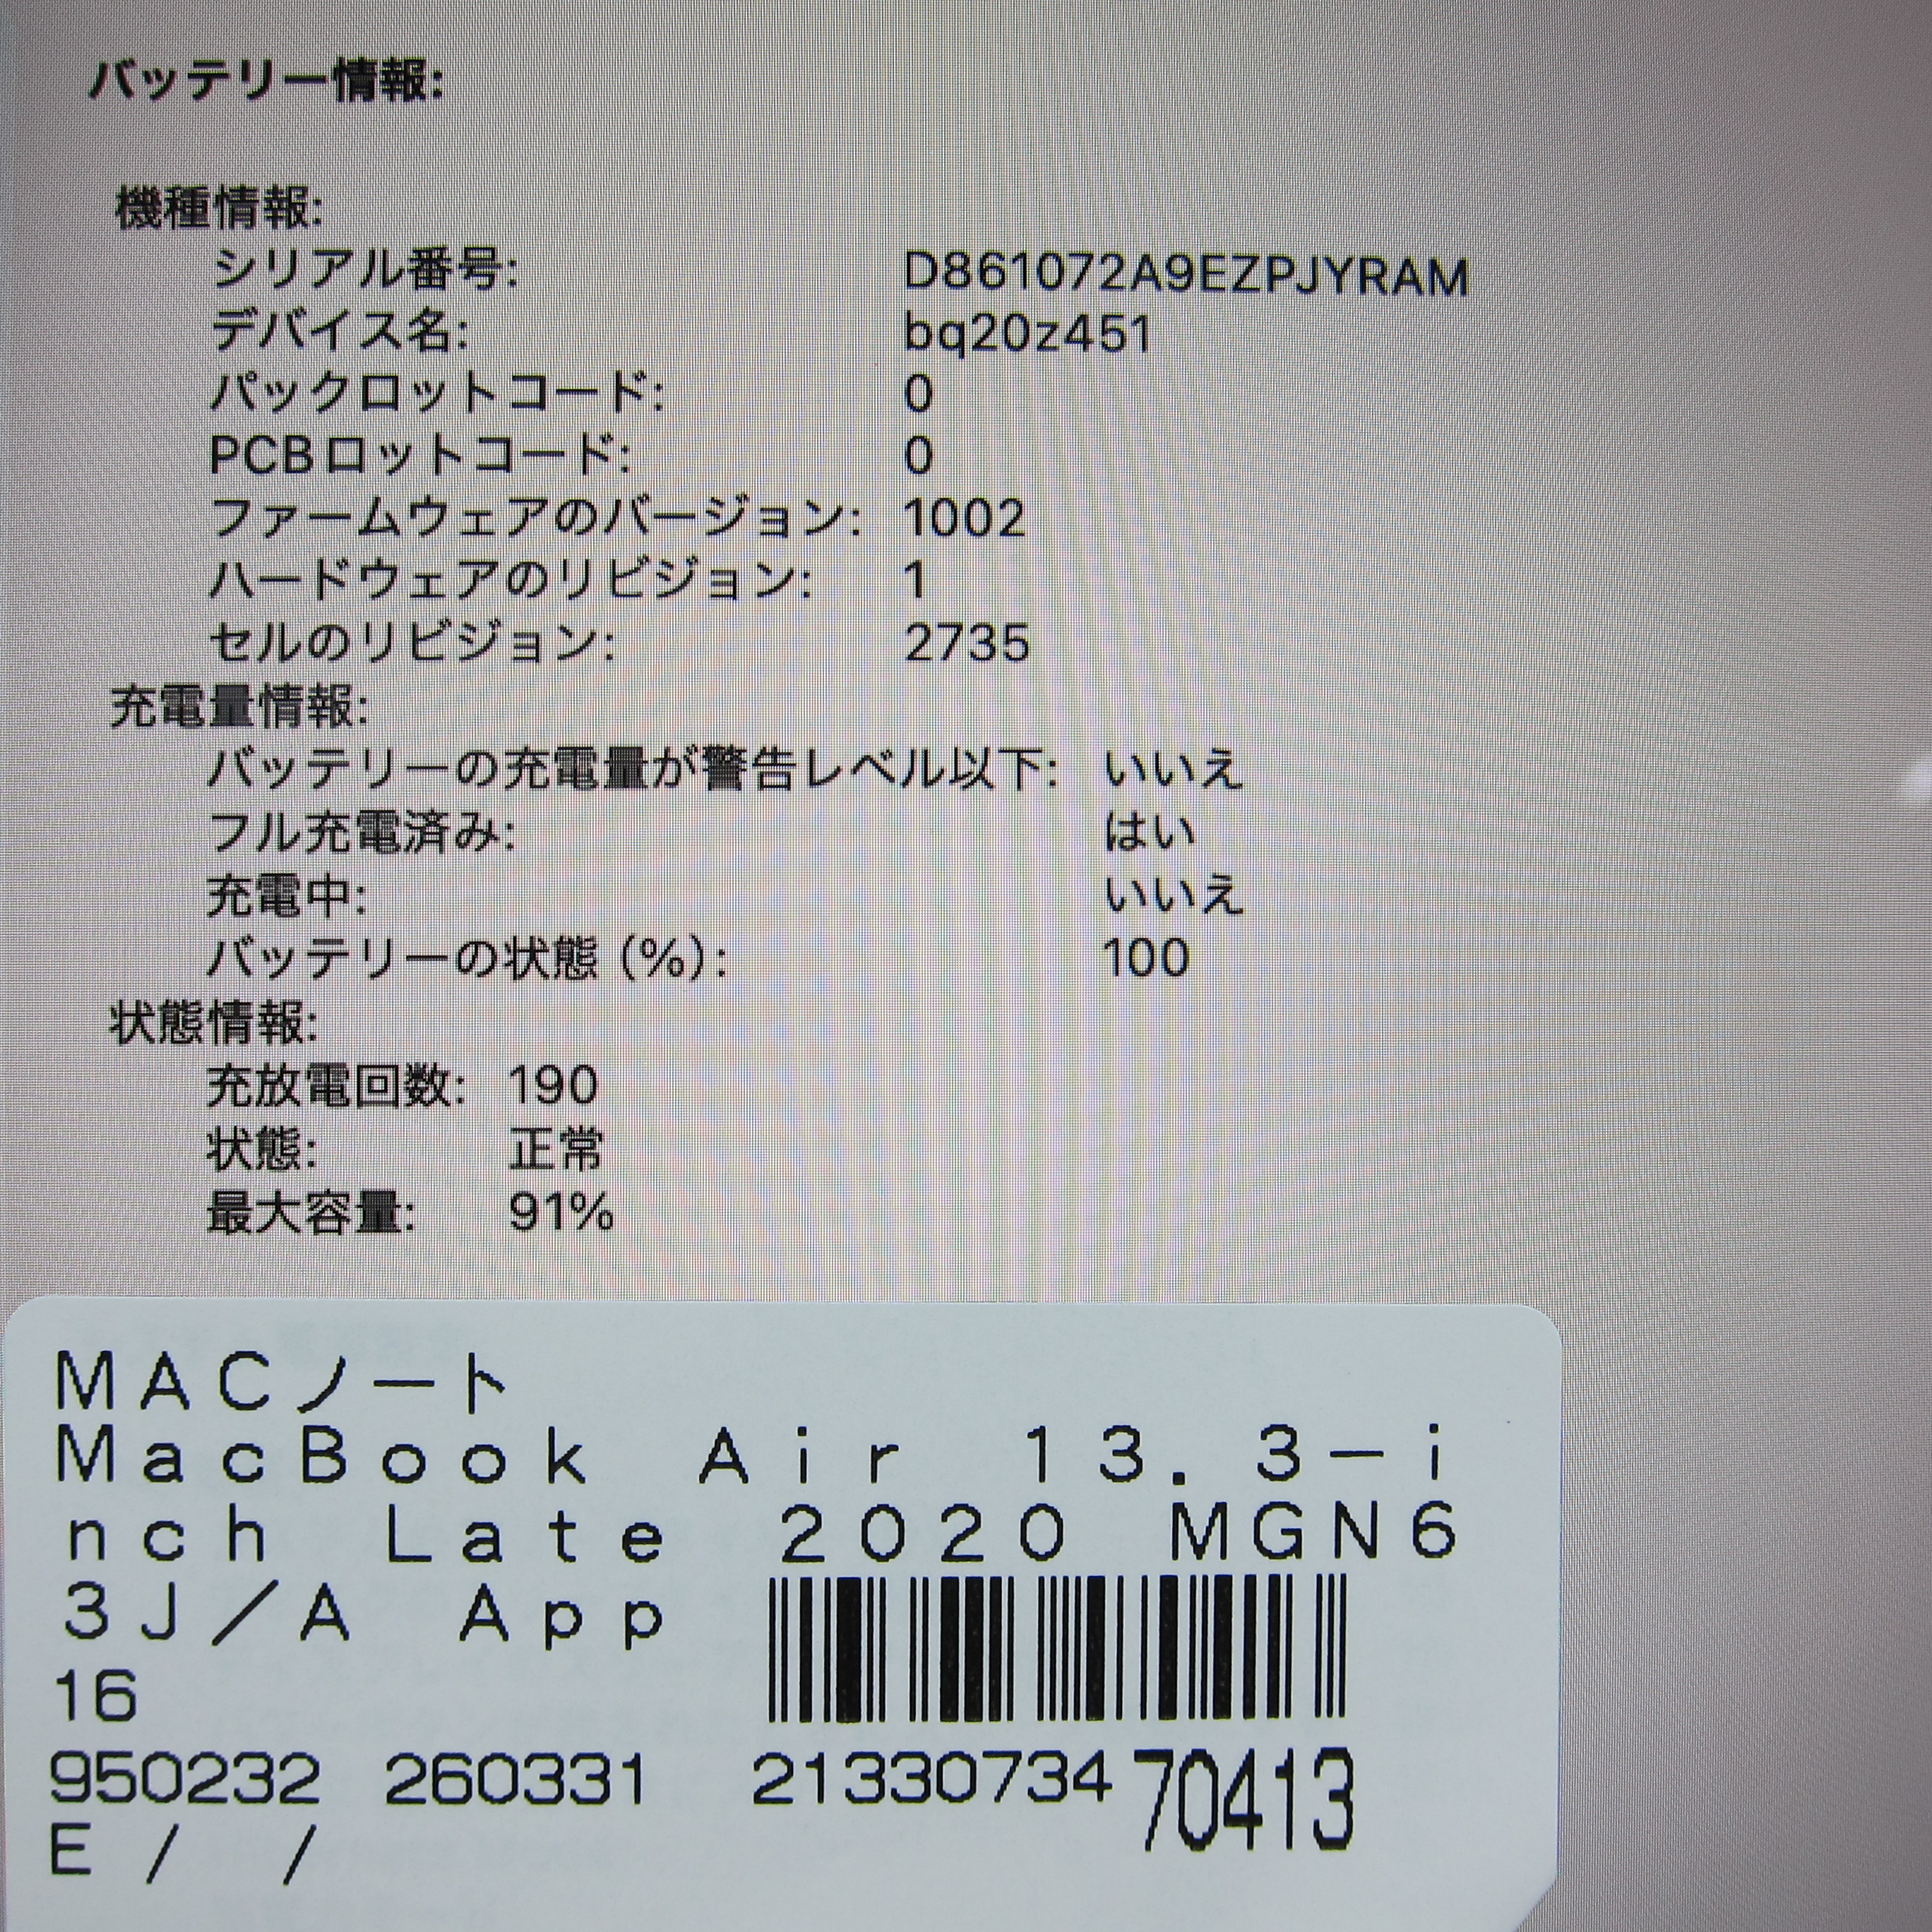 バッテリー情報:
機種情報:
シリアル番号: D861072A9EZPJYRAM
デバイス名: bq20z451
パックロットコード: 0
PCBロットコード: 0
ファームウェアのバージョン: 1002
ハードウェアのリビジョン: 1
セルのリビジョン: 2735
充電量情報:
バッテリーの充電量が警告レベル以下: いいえ
フル充電済み: はい
充電中: いいえ
バッテリーの状態 (%): 100
状態情報:
充放電回数: 190
状態: 正常
最大容量: 91%
MACノート
MacBook Air 13.3-i
nch Late 2020 MGN6
3J/A App
16
950232 260331 2133073470413
E / /